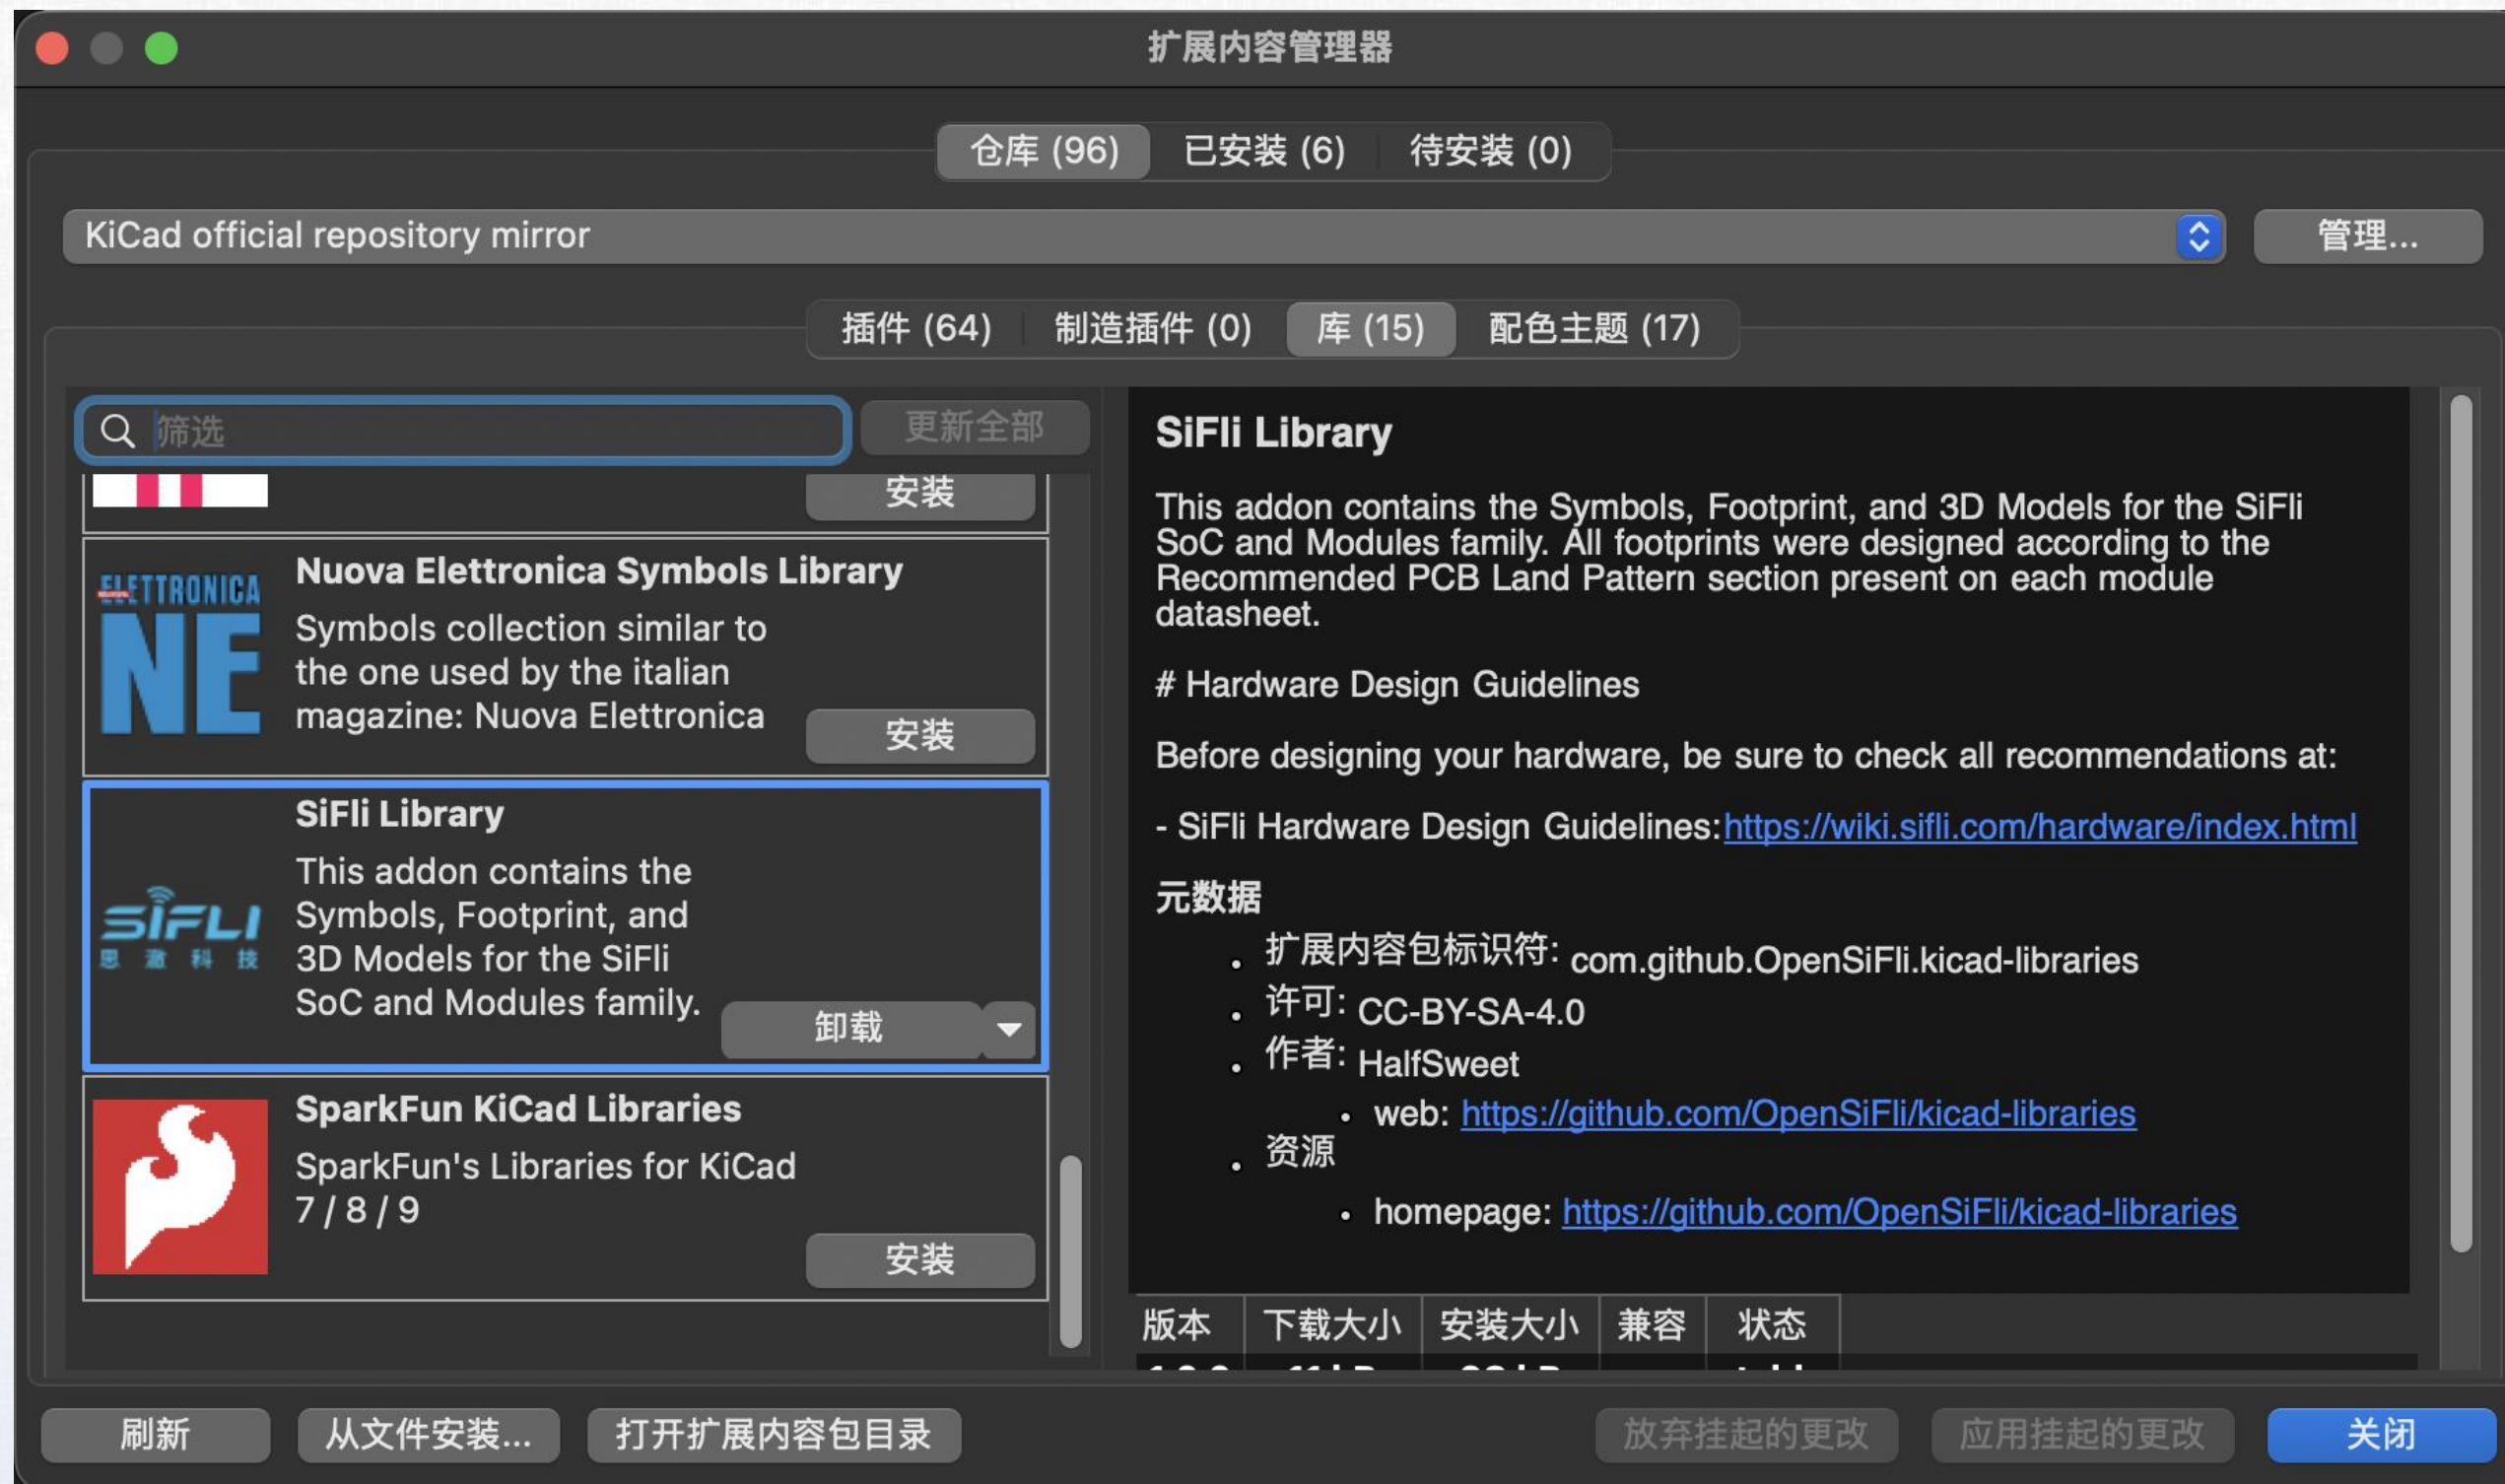 扩展内容管理器
仓库 (96)
已安装 (6)
待安装 (0)
KiCad official repository mirror
管理...
插件 (64)
制造插件 (0)
库 (15)
配色主题 (17)
筛选
更新全部
安装
ELETTRONICA
NE
Nuova Elettronica Symbols Library
Symbols collection similar to
the one used by the italian
magazine: Nuova Elettronica
安装
SIFLI
思澈科技
SiFli Library
This addon contains the
Symbols, Footprint, and
3D Models for the SiFli
SoC and Modules family.
卸载
SparkFun KiCad Libraries
SparkFun's Libraries for KiCad
7 / 8 / 9
安装
SiFli Library
This addon contains the Symbols, Footprint, and 3D Models for the SiFli
SoC and Modules family. All footprints were designed according to the
Recommended PCB Land Pattern section present on each module
datasheet.
# Hardware Design Guidelines
Before designing your hardware, be sure to check all recommendations at:
- SiFli Hardware Design Guidelines:https://wiki.sifli.com/hardware/index.html
元数据
扩展内容包标识符: com.github.OpenSiFli.kicad-libraries
许可: CC-BY-SA-4.0
作者: HalfSweet
web: https://github.com/OpenSiFli/kicad-libraries
资源
homepage: https://github.com/OpenSiFli/kicad-libraries
版本 下载大小 安装大小 兼容 状态
刷新
从文件安装...
打开扩展内容包目录
放弃挂起的更改
应用挂起的更改
关闭